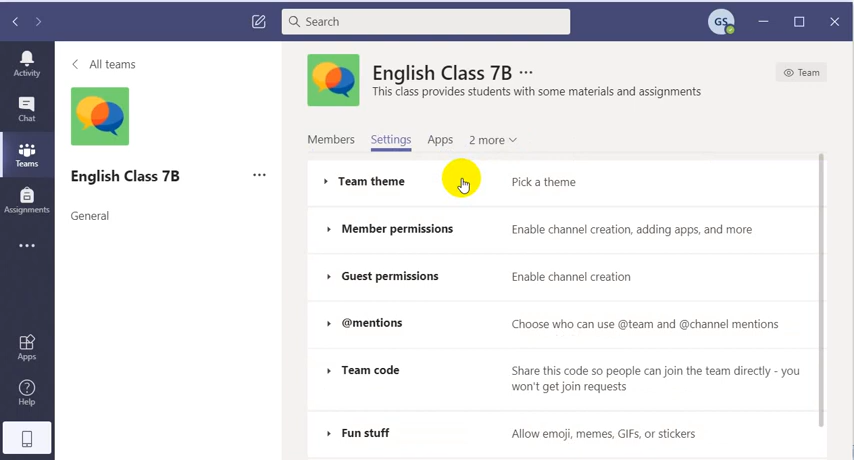 Search
GS
Activity
Chat
Teams
Assignments
Apps
Help
All teams
English Class 7B
General
English Class 7B
This class provides students with some materials and assignments
Team
Members Settings Apps 2 more
Team theme Pick a theme
Member permissions Enable channel creation, adding apps, and more
Guest permissions Enable channel creation
@mentions Choose who can use @team and @channel mentions
Team code Share this code so people can join the team directly - you
won't get join requests
Fun stuff Allow emoji, memes, GIFs, or stickers